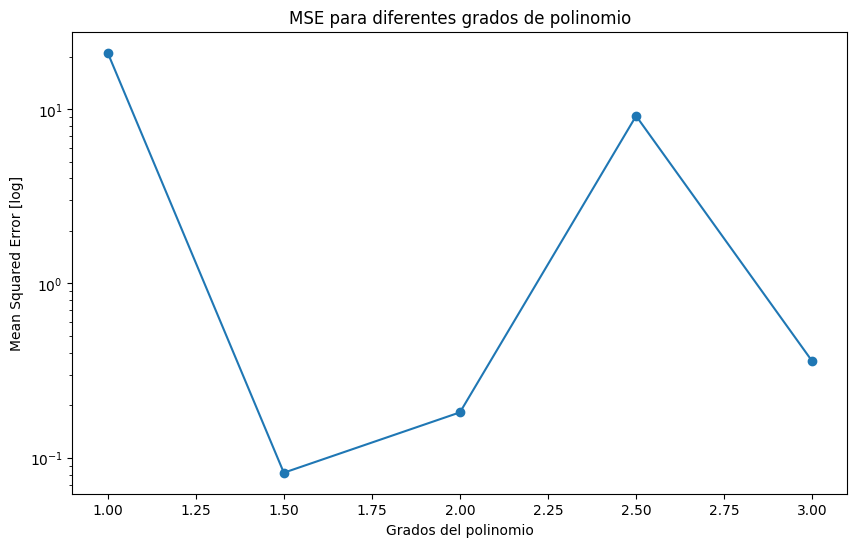 MSE para diferentes grados de polinomio
Mean Squared Error [log]
10¹
10⁰
10⁻¹
1.00 1.25 1.50 1.75 2.00 2.25 2.50 2.75 3.00
Grados del polinomio